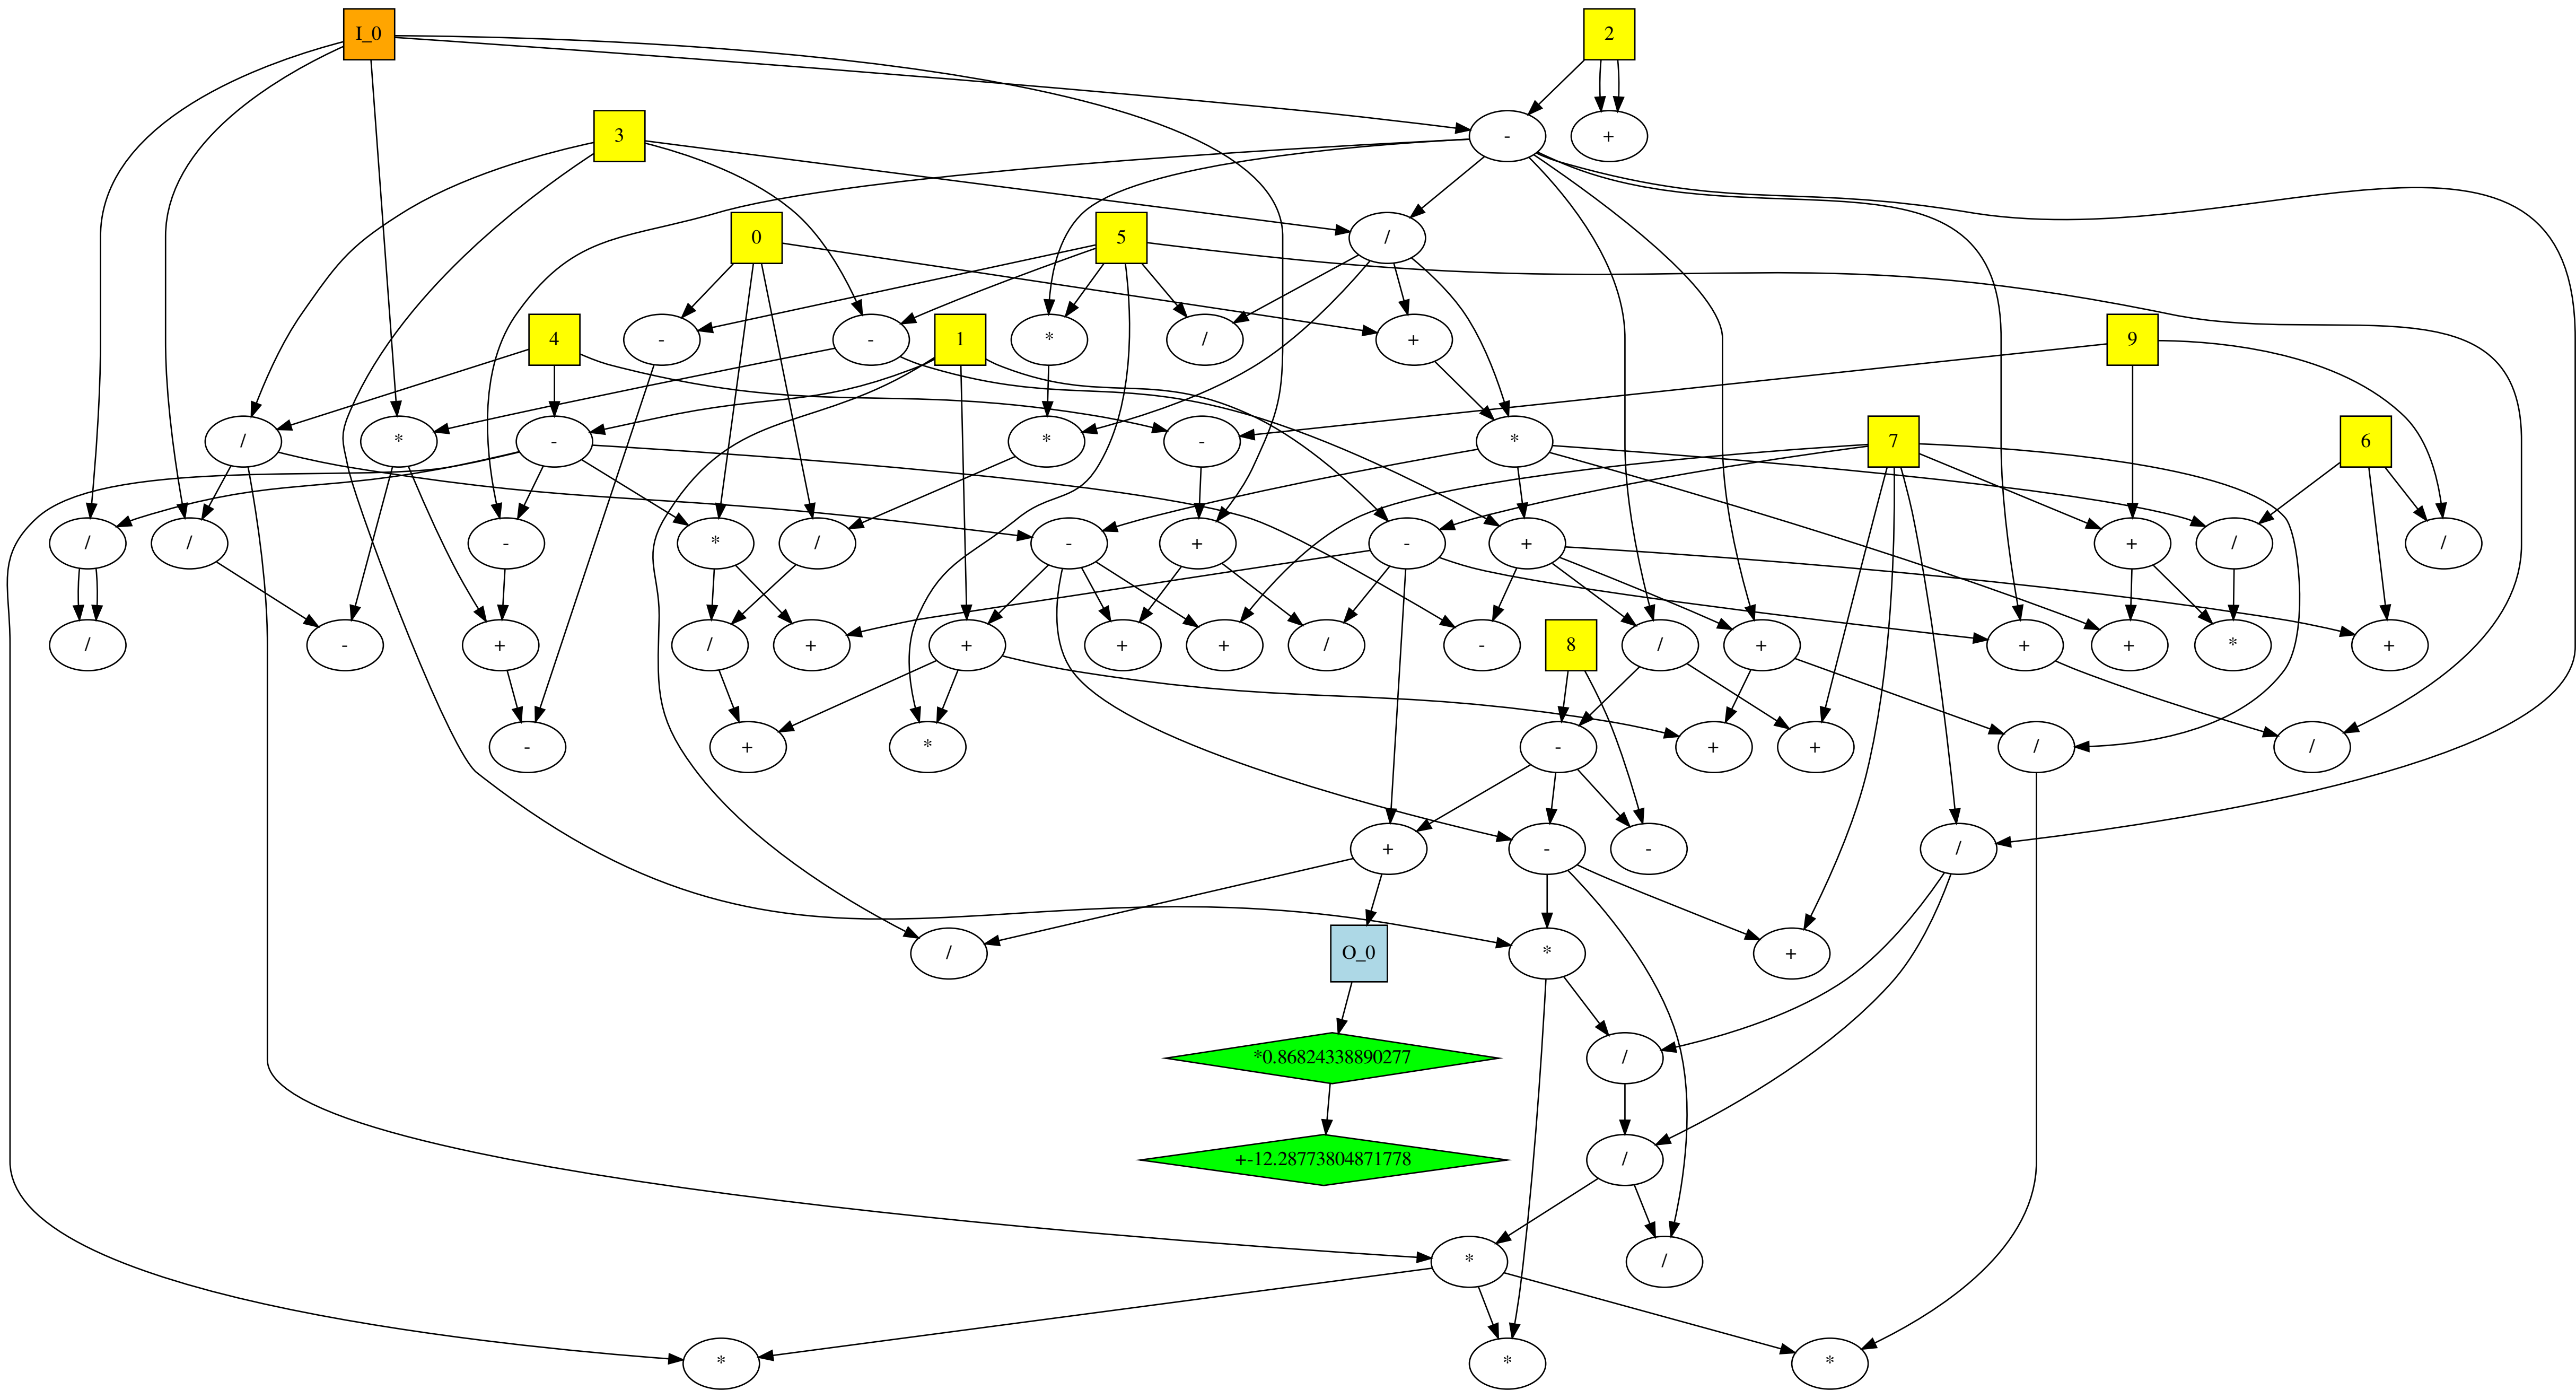 I_0 2
3 - +
0 5 /
4 - - 1 * / + 9
/ * - * - * 7 6
/ / - * / - + - + + / /
/ - + / + + + + / - 8 / + + + * +
- + * - + + / /
+ - - /
/ O_0 * +
*0.86824338890277 /
+-12.28773804871778 /
* /
* * *